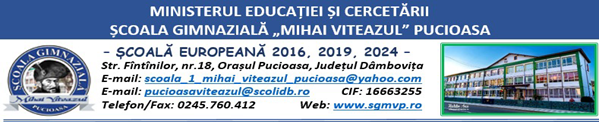 MINISTERUL EDUCAȚIEI ȘI CERCETĂRII
ȘCOALA GIMNAZIALĂ „MIHAI VITEAZUL” PUCIOASA
– ȘCOALĂ EUROPEANĂ 2016, 2019, 2024 –
Str. Fîntînilor, nr.18, Orașul Pucioasa, Județul Dâmbovița
E-mail: scoala_1_mihai_viteazul_pucioasa@yahoo.com
E-mail: pucioasaviteazul@scolidb.ro CIF: 16663255
Telefon/Fax: 0245.760.412 Web: www.sgmvp.ro
ȘCOALA GIMNAZIALĂ
Mihai Viteazul
PUCIOASA